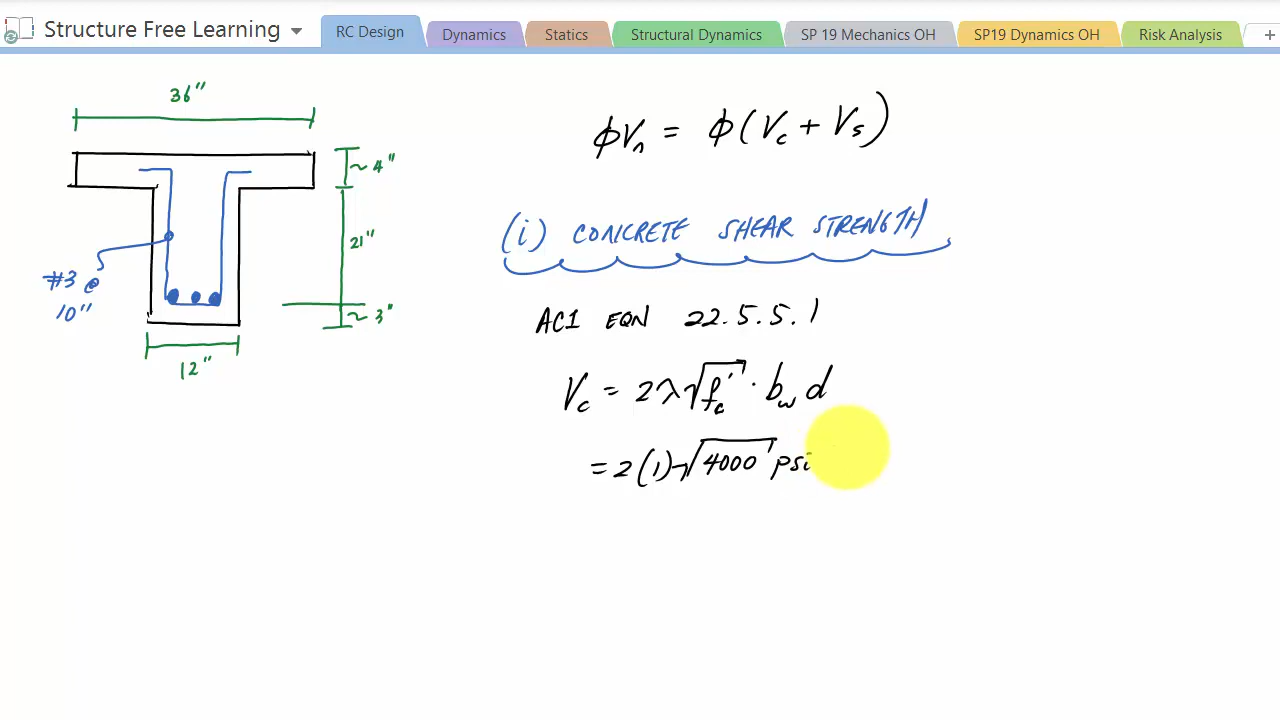 Structure Free Learning
RC Design
Dynamics
Statics
Structural Dynamics
SP 19 Mechanics OH
SP19 Dynamics OH
Risk Analysis
36"
~ 4"
21"
~ 3"
12"
#3 @
10"
ϕVn = ϕ(Vc + Vs)
(i) CONCRETE SHEAR STRENGTH
ACI EQN 22.5.5.1
Vc = 2λ√f'c · bw d
= 2(1)√4000 psi